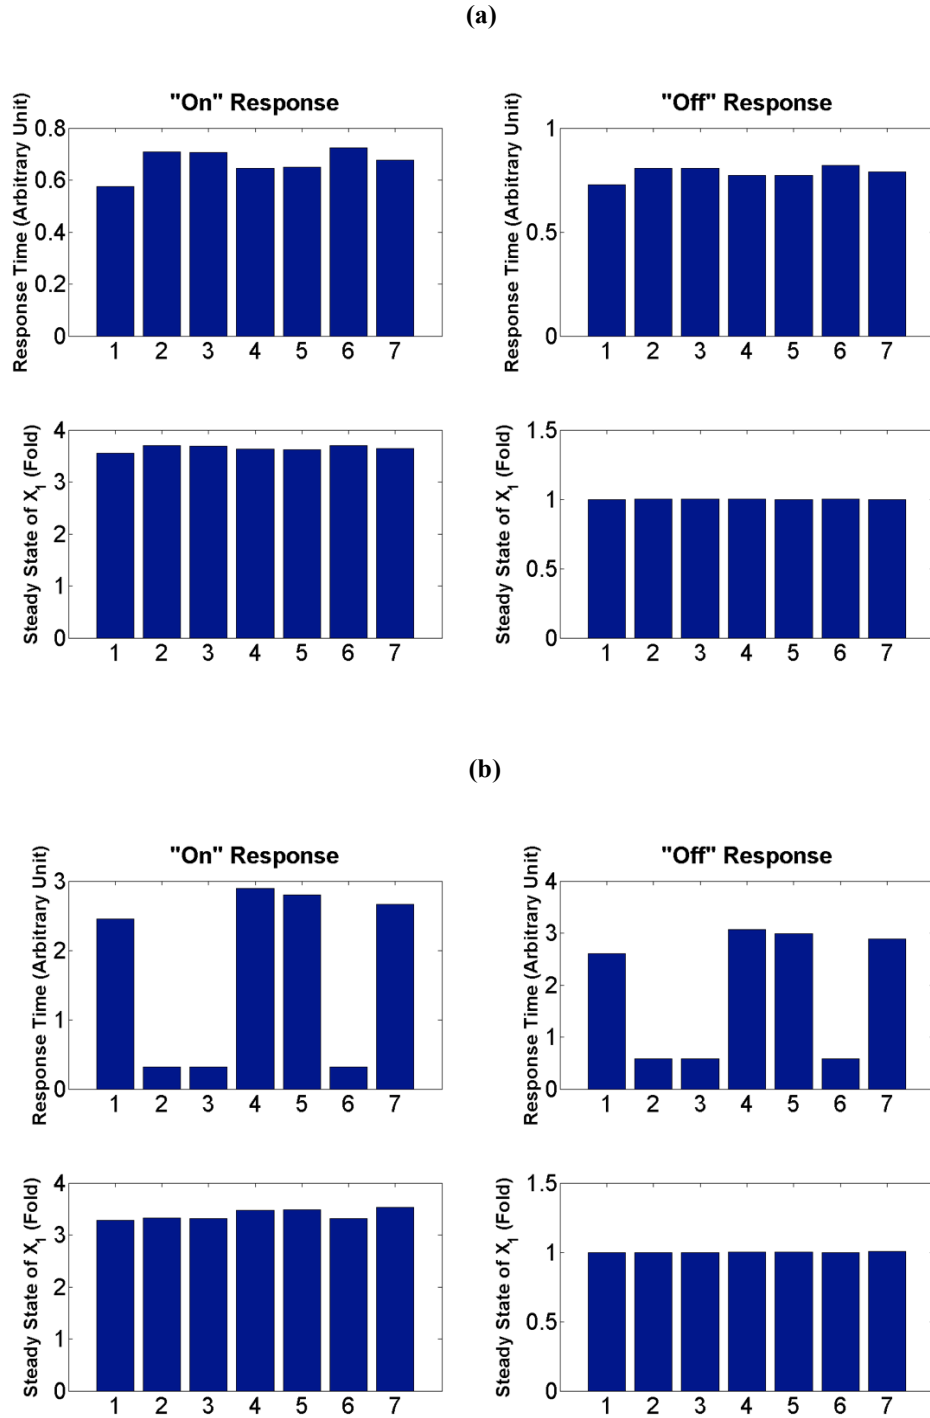 (a)
"On" Response
Response Time (Arbitrary Unit)
0.8
0.6
0.4
0.2
0
1 2 3 4 5 6 7
"Off" Response
Response Time (Arbitrary Unit)
1
0.5
0
1 2 3 4 5 6 7
Steady State of X1 (Fold)
4
3
2
1
0
1 2 3 4 5 6 7
Steady State of X1 (Fold)
1.5
1
0.5
0
1 2 3 4 5 6 7
(b)
"On" Response
Response Time (Arbitrary Unit)
3
2
1
0
1 2 3 4 5 6 7
"Off" Response
Response Time (Arbitrary Unit)
4
3
2
1
0
1 2 3 4 5 6 7
Steady State of X1 (Fold)
4
3
2
1
0
1 2 3 4 5 6 7
Steady State of X1 (Fold)
1.5
1
0.5
0
1 2 3 4 5 6 7